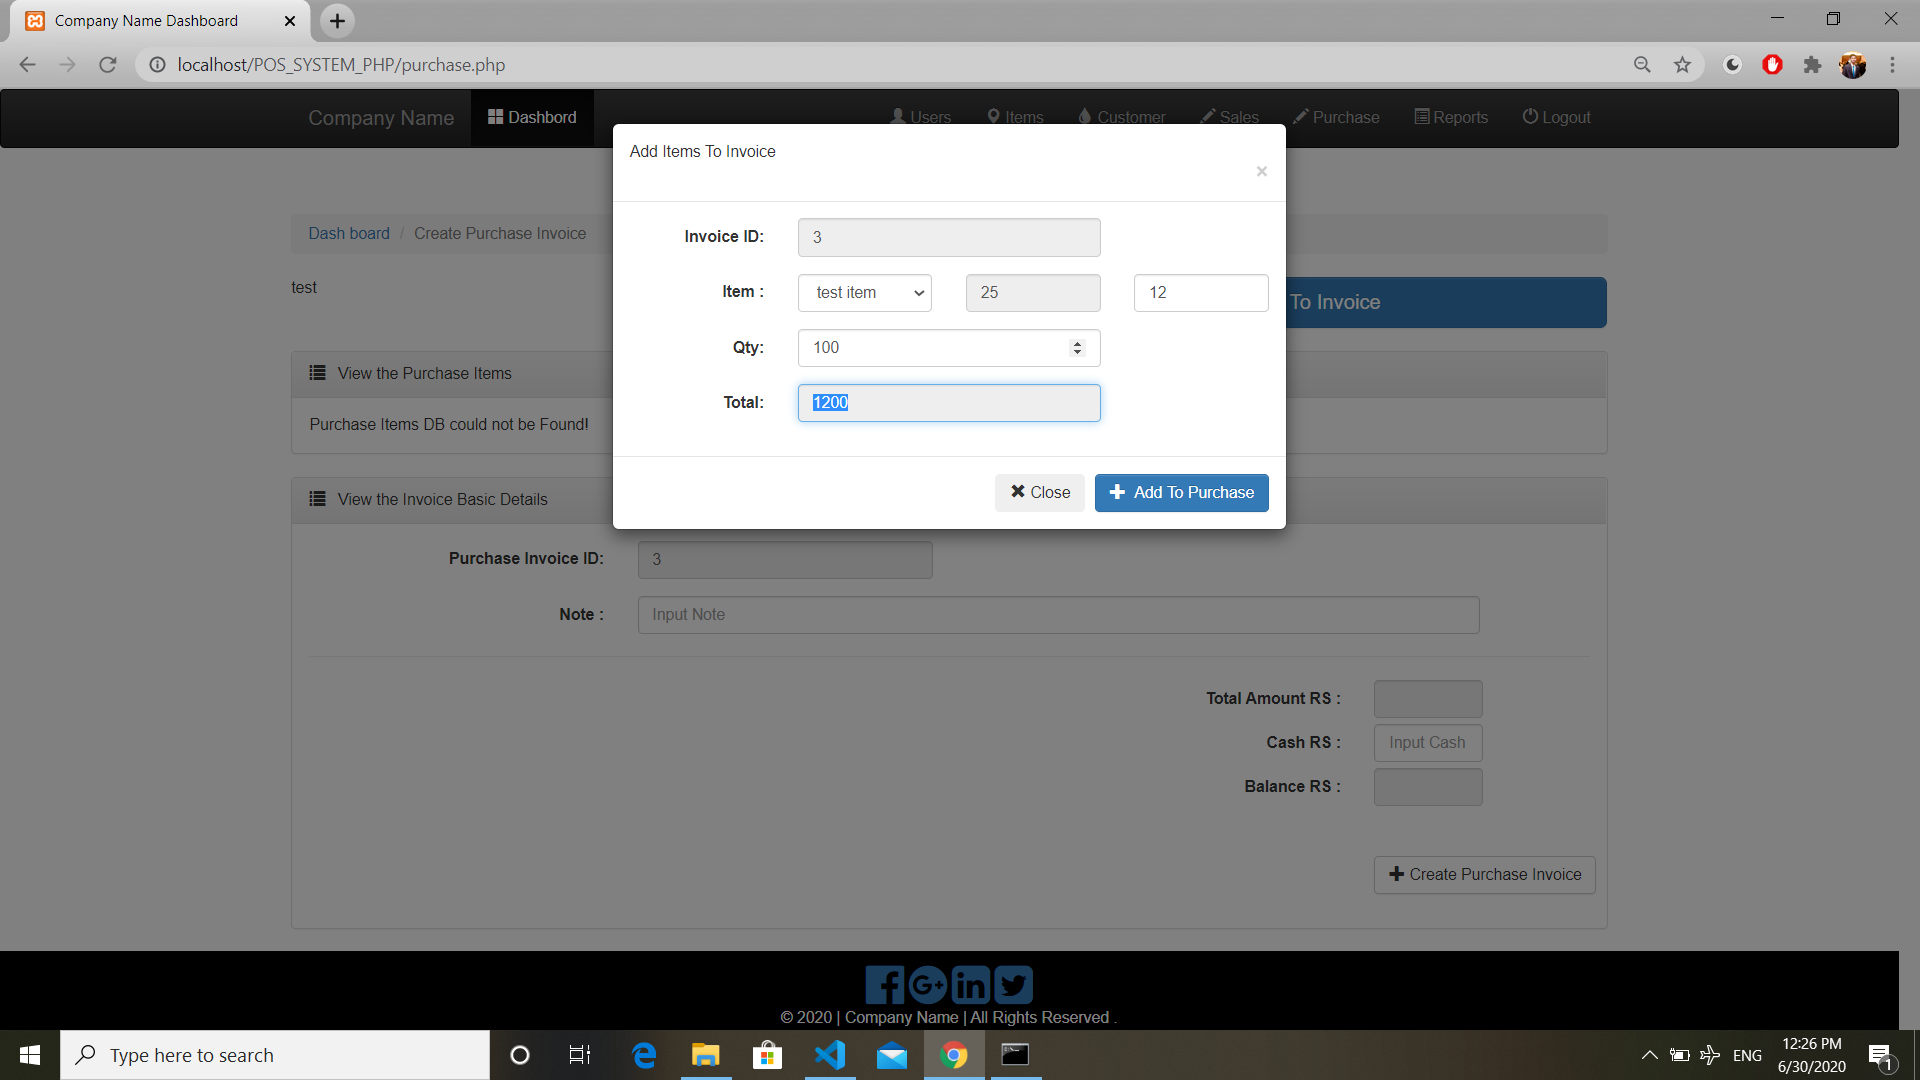 Company Name Dashboard
localhost/POS_SYSTEM_PHP/purchase.php
Company Name Dashbord Users Items Customer Sales Purchase Reports Logout
Add Items To Invoice
×
Dash board / Create Purchase Invoice
Invoice ID: 3
test
Item : test item 25 12
To Invoice
Qty: 100
View the Purchase Items
Total: 1200
Purchase Items DB could not be Found!
Close Add To Purchase
View the Invoice Basic Details
Purchase Invoice ID: 3
Note : Input Note
Total Amount RS :
Cash RS : Input Cash
Balance RS :
Create Purchase Invoice
© 2020 | Company Name | All Rights Reserved .
Type here to search
ENG
12:26 PM
6/30/2020
1